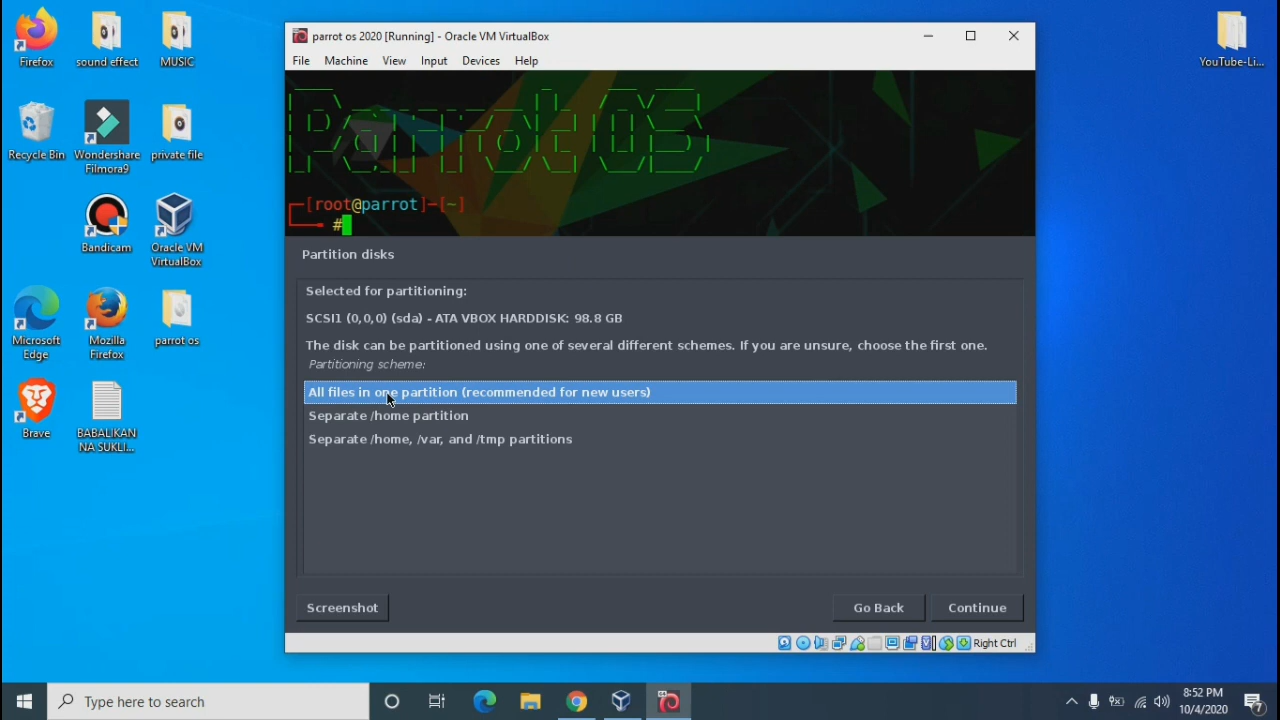 Firefox
sound effect
MUSIC
YouTube-Li...
Recycle Bin
Wondershare
Filmora9
private file
Bandicam
Oracle VM
VirtualBox
Microsoft
Edge
Mozilla
Firefox
parrot os
Brave
BABALIKAN
NA SUKLI...
parrot os 2020 [Running] - Oracle VM VirtualBox
File Machine View Input Devices Help
Parrot OS
[root@parrot]-[~]
#
Partition disks
Selected for partitioning:
SCSI1 (0,0,0) (sda) - ATA VBOX HARDDISK: 98.8 GB
The disk can be partitioned using one of several different schemes. If you are unsure, choose the first one.
Partitioning scheme:
All files in one partition (recommended for new users)
Separate /home partition
Separate /home, /var, and /tmp partitions
Screenshot Go Back Continue
Right Ctrl
Type here to search
8:52 PM
10/4/2020
7